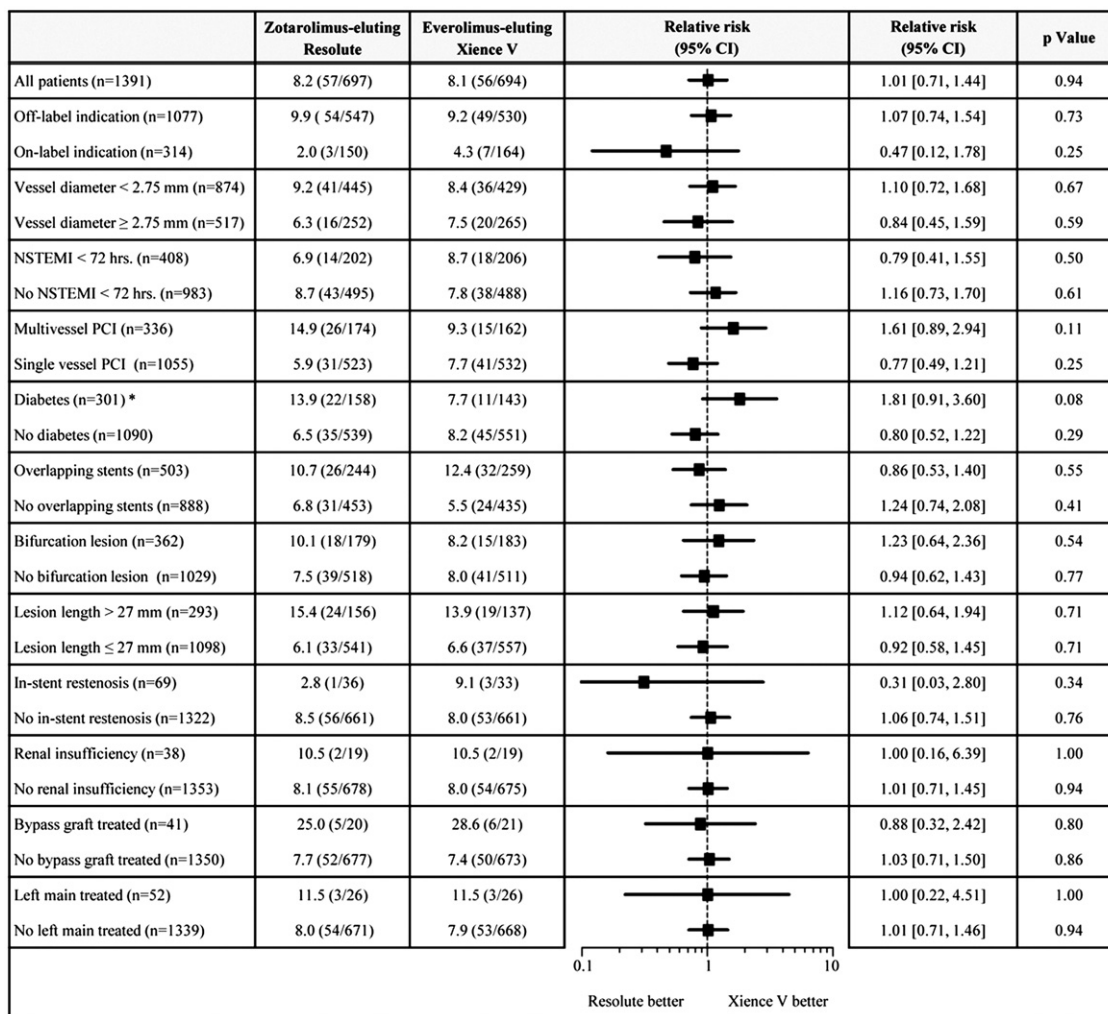 Zotarolimus-eluting Resolute Everolimus-eluting Xience V Relative risk (95% CI) Relative risk (95% CI) p Value
All patients (n=1391) 8.2 (57/697) 8.1 (56/694) 1.01 [0.71, 1.44] 0.94
Off-label indication (n=1077) 9.9 ( 54/547) 9.2 (49/530) 1.07 [0.74, 1.54] 0.73
On-label indication (n=314) 2.0 (3/150) 4.3 (7/164) 0.47 [0.12, 1.78] 0.25
Vessel diameter < 2.75 mm (n=874) 9.2 (41/445) 8.4 (36/429) 1.10 [0.72, 1.68] 0.67
Vessel diameter ≥ 2.75 mm (n=517) 6.3 (16/252) 7.5 (20/265) 0.84 [0.45, 1.59] 0.59
NSTEMI < 72 hrs. (n=408) 6.9 (14/202) 8.7 (18/206) 0.79 [0.41, 1.55] 0.50
No NSTEMI < 72 hrs. (n=983) 8.7 (43/495) 7.8 (38/488) 1.16 [0.73, 1.70] 0.61
Multivessel PCI (n=336) 14.9 (26/174) 9.3 (15/162) 1.61 [0.89, 2.94] 0.11
Single vessel PCI (n=1055) 5.9 (31/523) 7.7 (41/532) 0.77 [0.49, 1.21] 0.25
Diabetes (n=301) * 13.9 (22/158) 7.7 (11/143) 1.81 [0.91, 3.60] 0.08
No diabetes (n=1090) 6.5 (35/539) 8.2 (45/551) 0.80 [0.52, 1.22] 0.29
Overlapping stents (n=503) 10.7 (26/244) 12.4 (32/259) 0.86 [0.53, 1.40] 0.55
No overlapping stents (n=888) 6.8 (31/453) 5.5 (24/435) 1.24 [0.74, 2.08] 0.41
Bifurcation lesion (n=362) 10.1 (18/179) 8.2 (15/183) 1.23 [0.64, 2.36] 0.54
No bifurcation lesion (n=1029) 7.5 (39/518) 8.0 (41/511) 0.94 [0.62, 1.43] 0.77
Lesion length > 27 mm (n=293) 15.4 (24/156) 13.9 (19/137) 1.12 [0.64, 1.94] 0.71
Lesion length ≤ 27 mm (n=1098) 6.1 (33/541) 6.6 (37/557) 0.92 [0.58, 1.45] 0.71
In-stent restenosis (n=69) 2.8 (1/36) 9.1 (3/33) 0.31 [0.03, 2.80] 0.34
No in-stent restenosis (n=1322) 8.5 (56/661) 8.0 (53/661) 1.06 [0.74, 1.51] 0.76
Renal insufficiency (n=38) 10.5 (2/19) 10.5 (2/19) 1.00 [0.16, 6.39] 1.00
No renal insufficiency (n=1353) 8.1 (55/678) 8.0 (54/675) 1.01 [0.71, 1.45] 0.94
Bypass graft treated (n=41) 25.0 (5/20) 28.6 (6/21) 0.88 [0.32, 2.42] 0.80
No bypass graft treated (n=1350) 7.7 (52/677) 7.4 (50/673) 1.03 [0.71, 1.50] 0.86
Left main treated (n=52) 11.5 (3/26) 11.5 (3/26) 1.00 [0.22, 4.51] 1.00
No left main treated (n=1339) 8.0 (54/671) 7.9 (53/668) 1.01 [0.71, 1.46] 0.94
0.1 1 10
Resolute better Xience V better